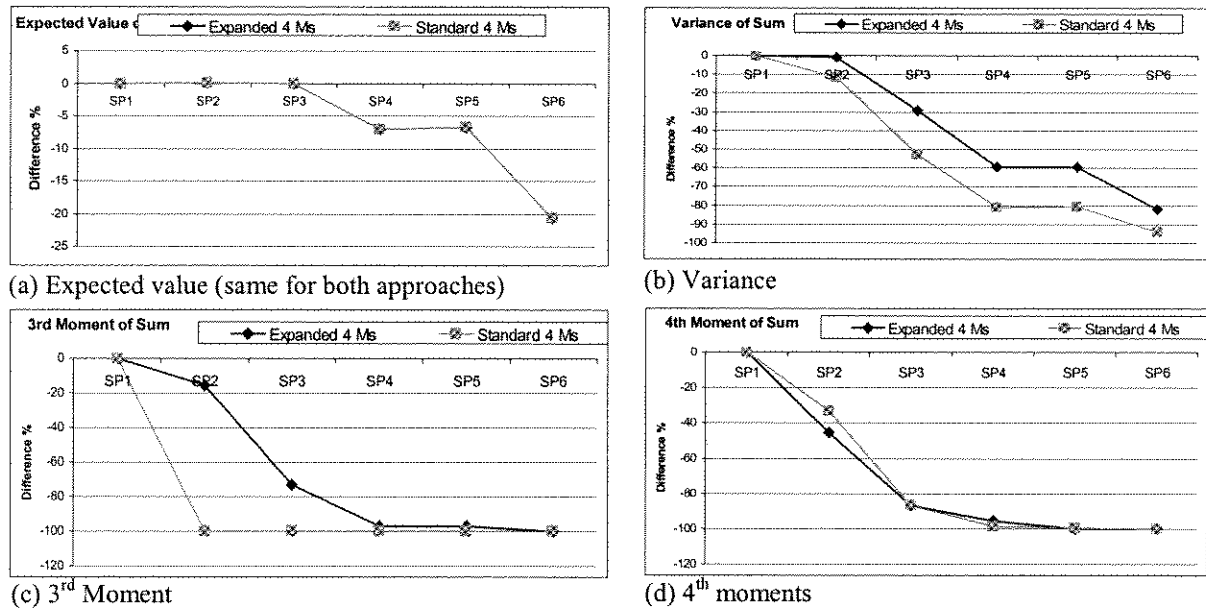 Expected Value
Expanded 4 Ms
Standard 4 Ms
5
0
-5
-10
-15
-20
-25
Difference %
SP1
SP2
SP3
SP4
SP5
SP6
(a) Expected value (same for both approaches)
Variance of Sum
Expanded 4 Ms
Standard 4 Ms
0
-10
-20
-30
-40
-50
-60
-70
-80
-90
-100
Difference %
SP1
SP2
SP3
SP4
SP5
SP6
(b) Variance
3rd Moment of Sum
Expanded 4 Ms
Standard 4 Ms
0
-20
-40
-60
-80
-100
-120
Difference %
SP1
SP2
SP3
SP4
SP5
SP6
(c) 3rd Moment
4th Moment of Sum
Expanded 4 Ms
Standard 4 Ms
0
-20
-40
-60
-80
-100
-120
Difference %
SP1
SP2
SP3
SP4
SP5
SP6
(d) 4th moments